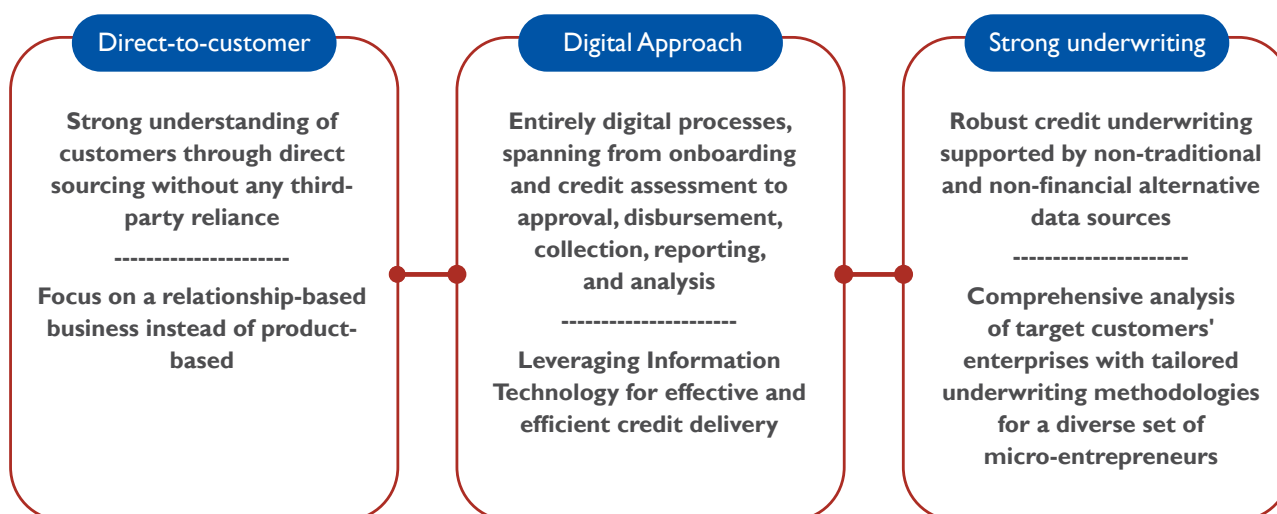 Direct-to-customer
Strong understanding of
customers through direct
sourcing without any third-
party reliance
----------------------
Focus on a relationship-based
business instead of product-
based
Digital Approach
Entirely digital processes,
spanning from onboarding
and credit assessment to
approval, disbursement,
collection, reporting,
and analysis
----------------------
Leveraging Information
Technology for effective and
efficient credit delivery
Strong underwriting
Robust credit underwriting
supported by non-traditional
and non-financial alternative
data sources
----------------------
Comprehensive analysis
of target customers'
enterprises with tailored
underwriting methodologies
for a diverse set of
micro-entrepreneurs